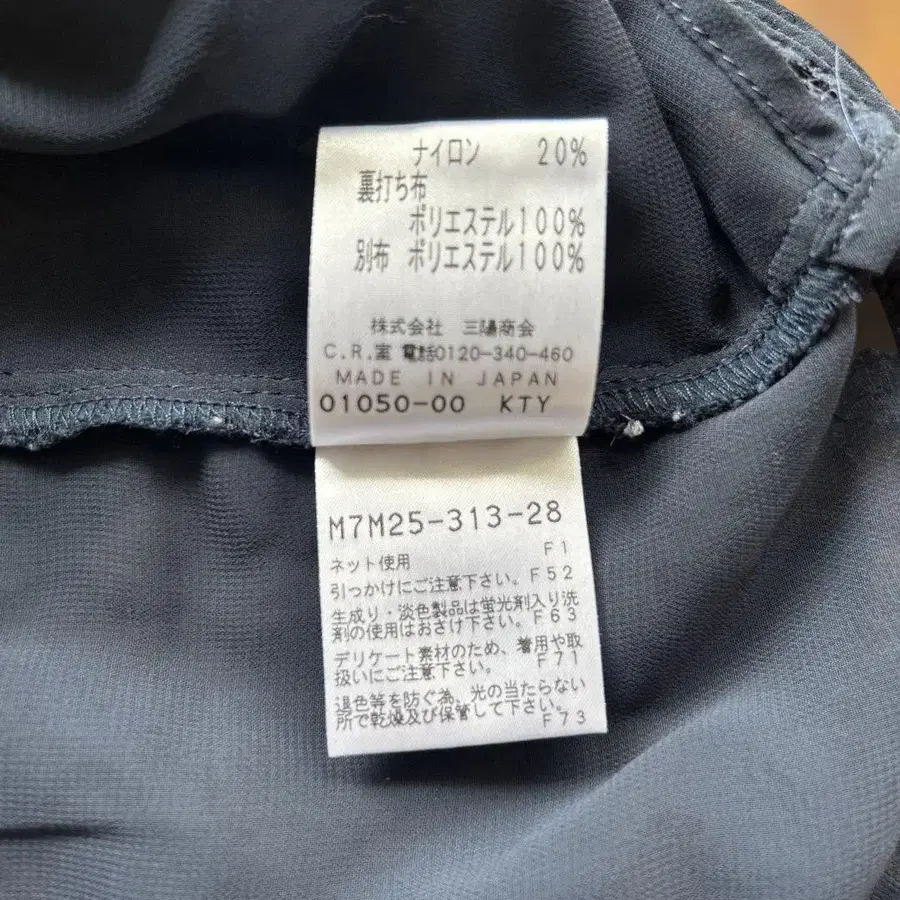 ナイロン 20%
裏打ち布
ポリエステル100%
別布 ポリエステル100%
株式会社 三陽商会
C.R.室 電話0120-340-460
MADE IN JAPAN
01050-00 KTY
M7M25-313-28
ネット使用 F1
引っかけにご注意下さい。F52
生成り・淡色製品は蛍光剤入り洗
剤の使用はおさけ下さい。F63
デリケート素材のため、着用や取
扱いにご注意下さい。 F71
退色等を防ぐ為、光の当たらない
所で乾燥及び保管して下さい。
F73